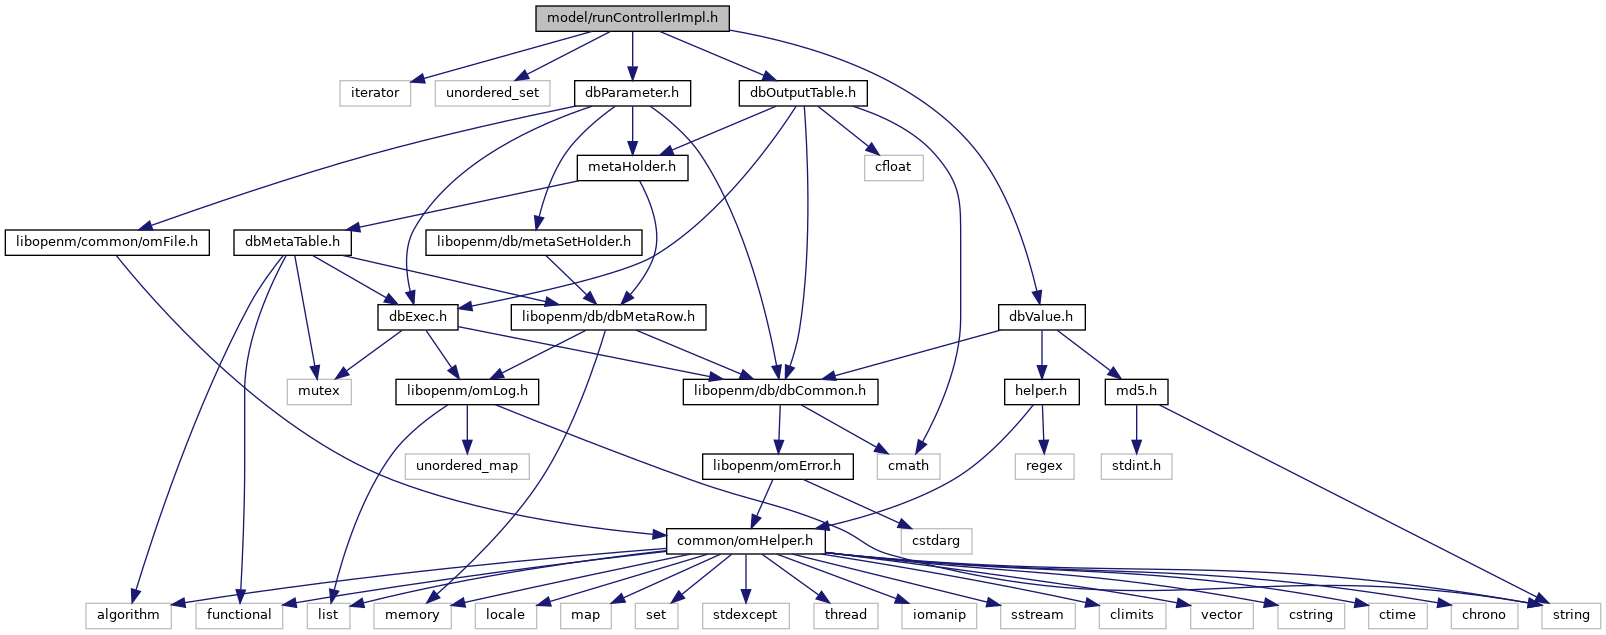 model/runControllerImpl.h
iterator
unordered_set
dbParameter.h
dbOutputTable.h
metaHolder.h
cfloat
libopenm/common/omFile.h
dbMetaTable.h
libopenm/db/metaSetHolder.h
dbExec.h
libopenm/db/dbMetaRow.h
dbValue.h
mutex
libopenm/omLog.h
libopenm/db/dbCommon.h
helper.h
md5.h
unordered_map
libopenm/omError.h
cmath
regex
stdint.h
common/omHelper.h
cstdarg
algorithm
functional
list
memory
locale
map
set
stdexcept
thread
iomanip
sstream
climits
vector
cstring
ctime
chrono
string